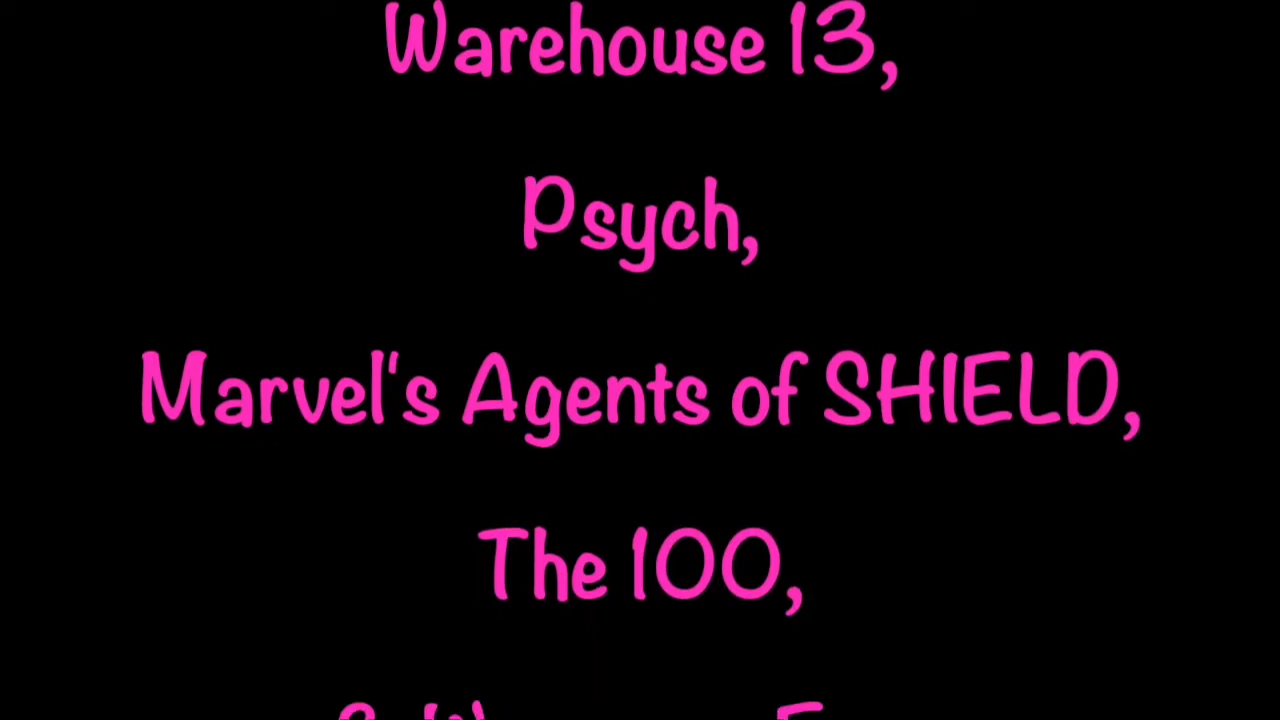 Warehouse 13,
Psych,
Marvel's Agents of SHIELD,
The 100,